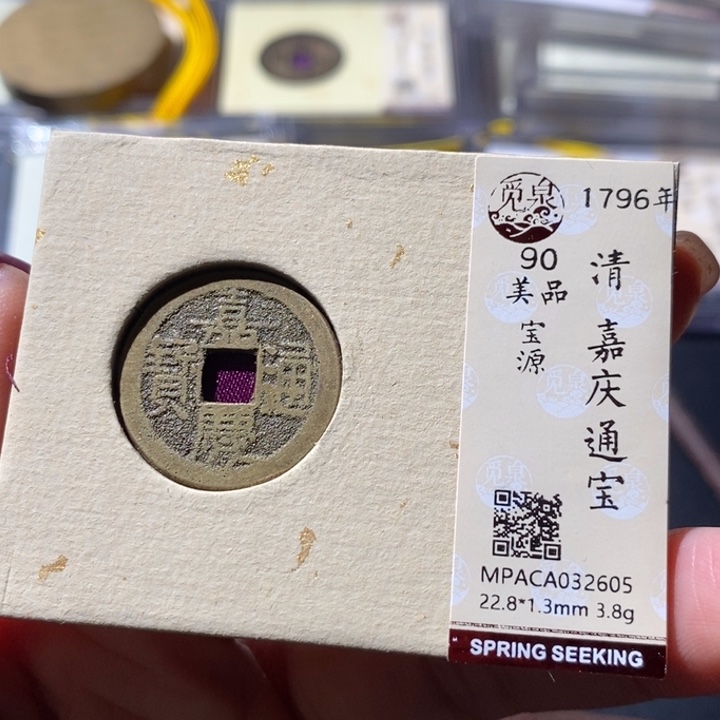 嘉慶通寶
觅泉
1796年
90
美品
宝源
清 嘉庆通宝
MPACA032605
22.8*1.3mm 3.8g
SPRING SEEKING